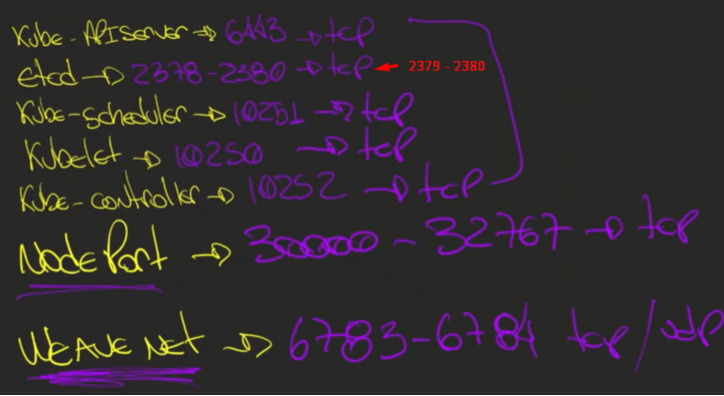 Kube-APIserver → 6443 → tcp
etcd → 2378-2380 → tcp ← 2379 - 2380
Kube-scheduler → 10251 → tcp
Kubelet → 10250 → tcp
Kube-controller → 10252 → tcp
NodePort → 30000 - 32767 → tcp
WEAVE NET → 6783-6784 tcp/udp